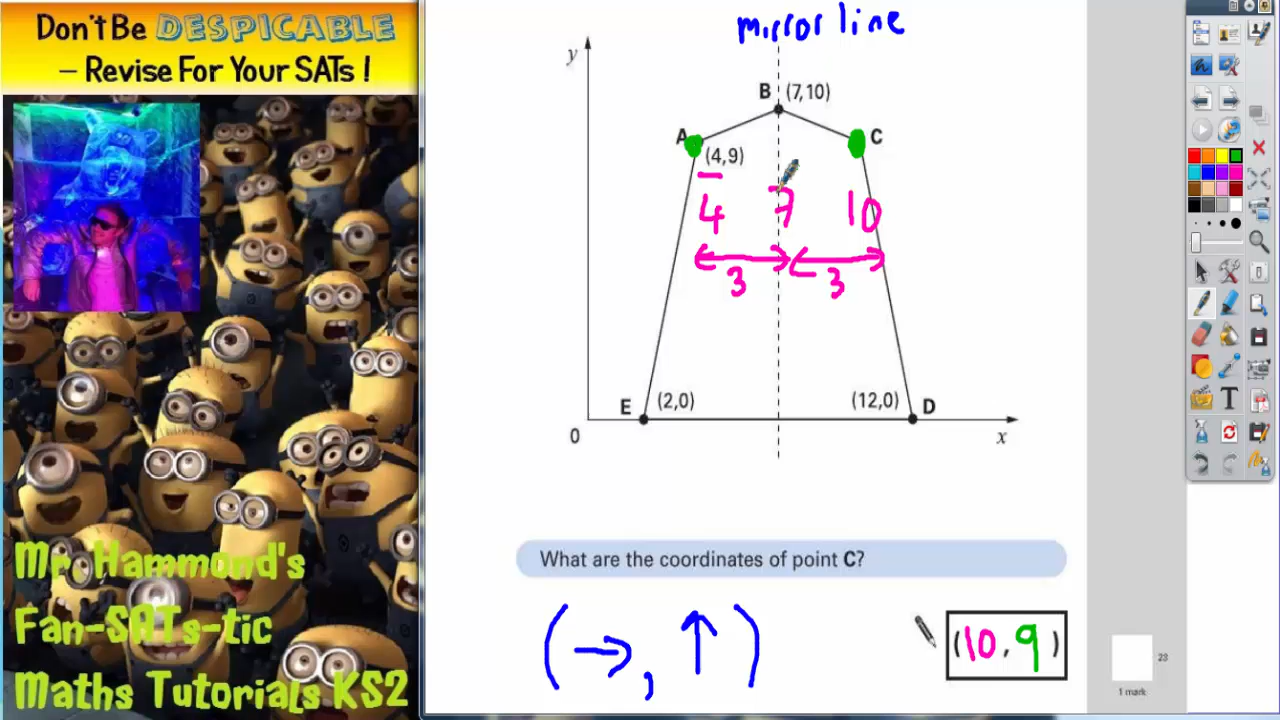 Don't Be DESPICABLE
– Revise For Your SATs !
Mr. Hammond's
Fan-SATs-tic
Maths Tutorials KS2
mirror line
y
B (7,10)
A
C
(4,9)
4 7 10
3 3
E (2,0)
(12,0) D
0
x
What are the coordinates of point C?
(→, ↑)
(10, 9)
23
1 mark
T